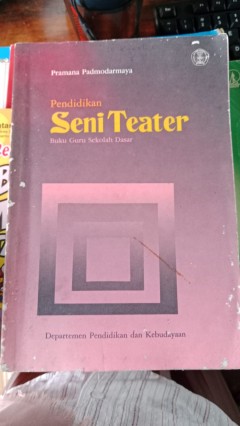 Pramana Padmodarmaya
Pendidikan
Seni Teater
Buku Guru Sekolah Dasar
Departemen Pendidikan dan Kebudayaan